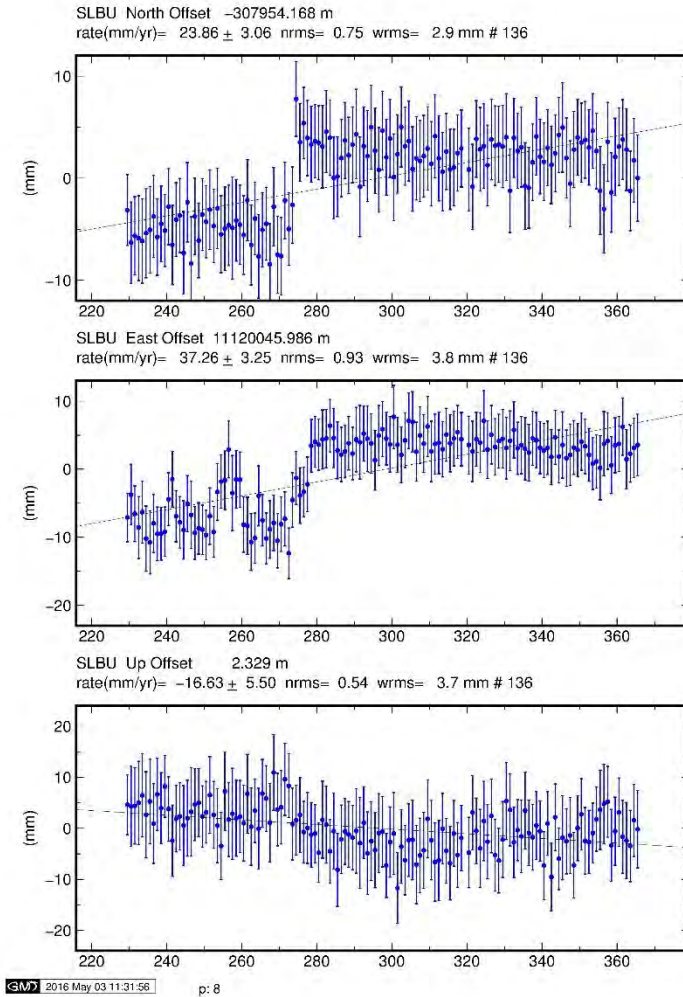 SLBU North Offset -307954.168 m
rate(mm/yr)= 23.86 ± 3.06 nrms= 0.75 wrms= 2.9 mm # 136
10
0
-10
(mm)
220 240 260 280 300 320 340 360
SLBU East Offset 11120045.986 m
rate(mm/yr)= 37.26 ± 3.25 nrms= 0.93 wrms= 3.8 mm # 136
10
0
-10
-20
(mm)
220 240 260 280 300 320 340 360
SLBU Up Offset 2.329 m
rate(mm/yr)= -16.63 ± 5.50 nrms= 0.54 wrms= 3.7 mm # 136
20
10
0
-10
-20
(mm)
220 240 260 280 300 320 340 360
GMT 2016 May 03 11:31:56 p: 8